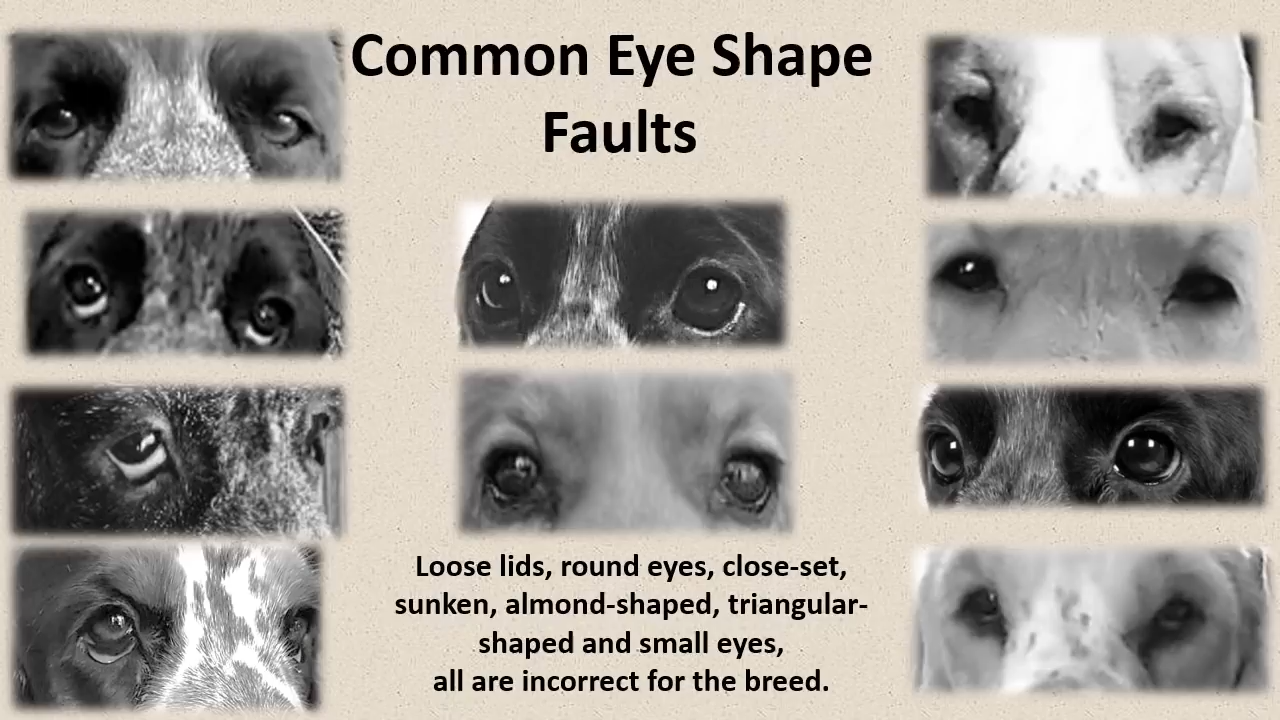 Common Eye Shape
Faults
Loose lids, round eyes, close-set,
sunken, almond-shaped, triangular-
shaped and small eyes,
all are incorrect for the breed.